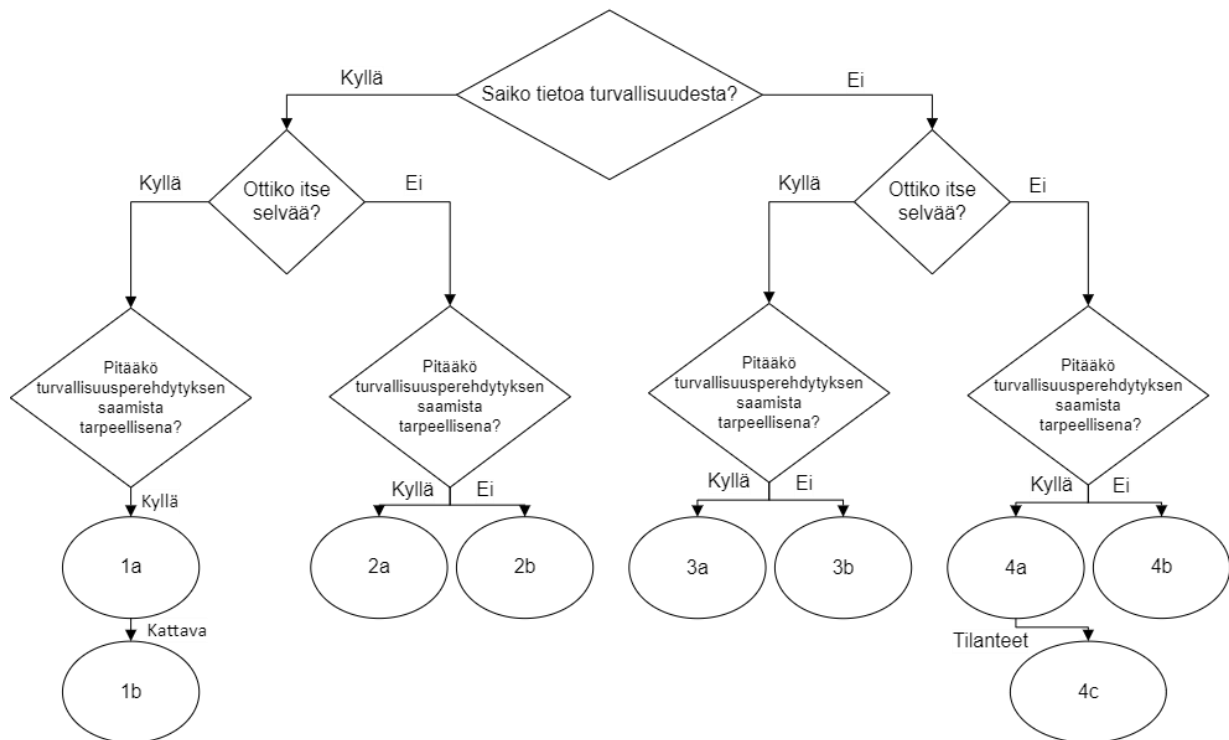 Saiko tietoa turvallisuudesta?
Kyllä
Ei
Ottiko itse
selvää?
Kyllä
Ei
Ottiko itse
selvää?
Kyllä
Ei
Pitääkö
turvallisuusperehdytyksen
saamista
tarpeellisena?
Pitääkö
turvallisuusperehdytyksen
saamista
tarpeellisena?
Pitääkö
turvallisuusperehdytyksen
saamista
tarpeellisena?
Pitääkö
turvallisuusperehdytyksen
saamista
tarpeellisena?
Kyllä
Kyllä
Ei
Kyllä
Ei
Kyllä
Ei
1a
2a
2b
3a
3b
4a
4b
Kattava
Tilanteet
1b
4c